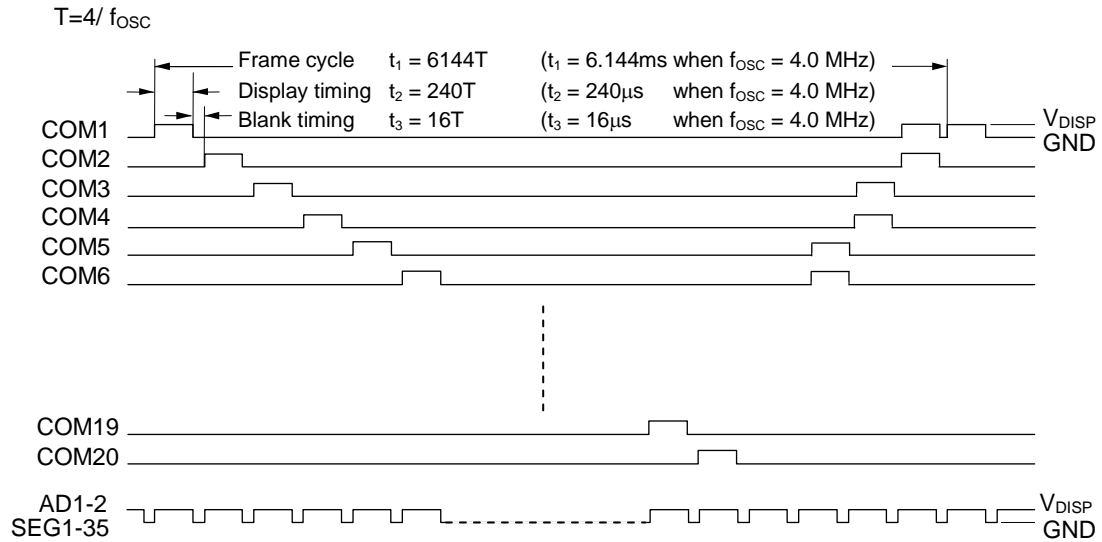 T=4/ fOSC
Frame cycle t1 = 6144T (t1 = 6.144ms when fOSC = 4.0 MHz)
Display timing t2 = 240T (t2 = 240μs when fOSC = 4.0 MHz)
Blank timing t3 = 16T (t3 = 16μs when fOSC = 4.0 MHz)
COM1 VDISP
GND
COM2
COM3
COM4
COM5
COM6
COM19
COM20
AD1-2 VDISP
SEG1-35 GND